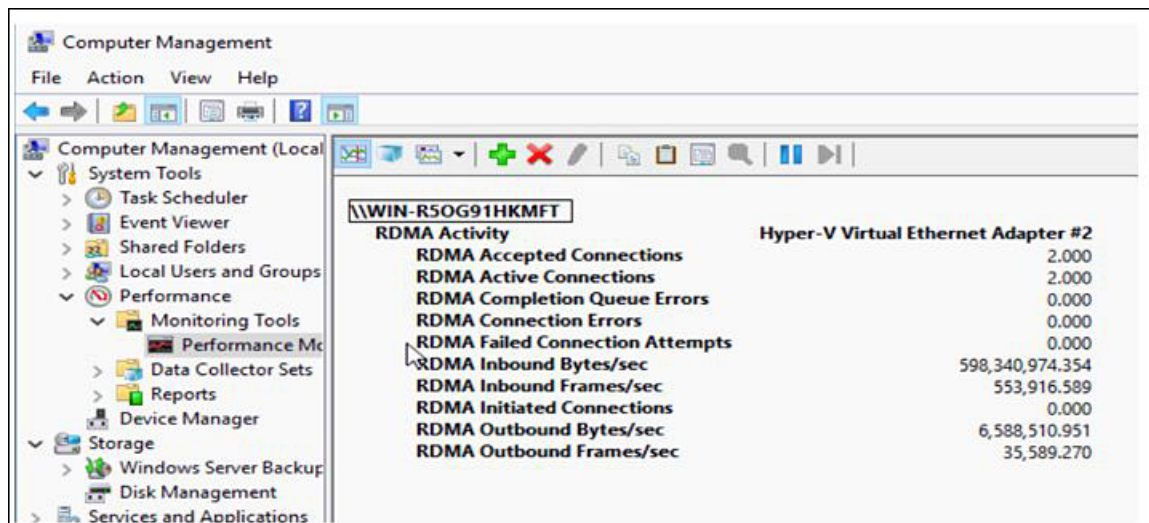 Computer Management
File Action View Help
Computer Management (Local
System Tools
Task Scheduler
Event Viewer
Shared Folders
Local Users and Groups
Performance
Monitoring Tools
Performance Mc
Data Collector Sets
Reports
Device Manager
Storage
Windows Server Backup
Disk Management
Services and Applications
\\WIN-R5OG91HKMFT
RDMA Activity Hyper-V Virtual Ethernet Adapter #2
RDMA Accepted Connections 2.000
RDMA Active Connections 2.000
RDMA Completion Queue Errors 0.000
RDMA Connection Errors 0.000
RDMA Failed Connection Attempts 0.000
RDMA Inbound Bytes/sec 598,340,974.354
RDMA Inbound Frames/sec 553,916.589
RDMA Initiated Connections 0.000
RDMA Outbound Bytes/sec 6,588,510.951
RDMA Outbound Frames/sec 35,589.270